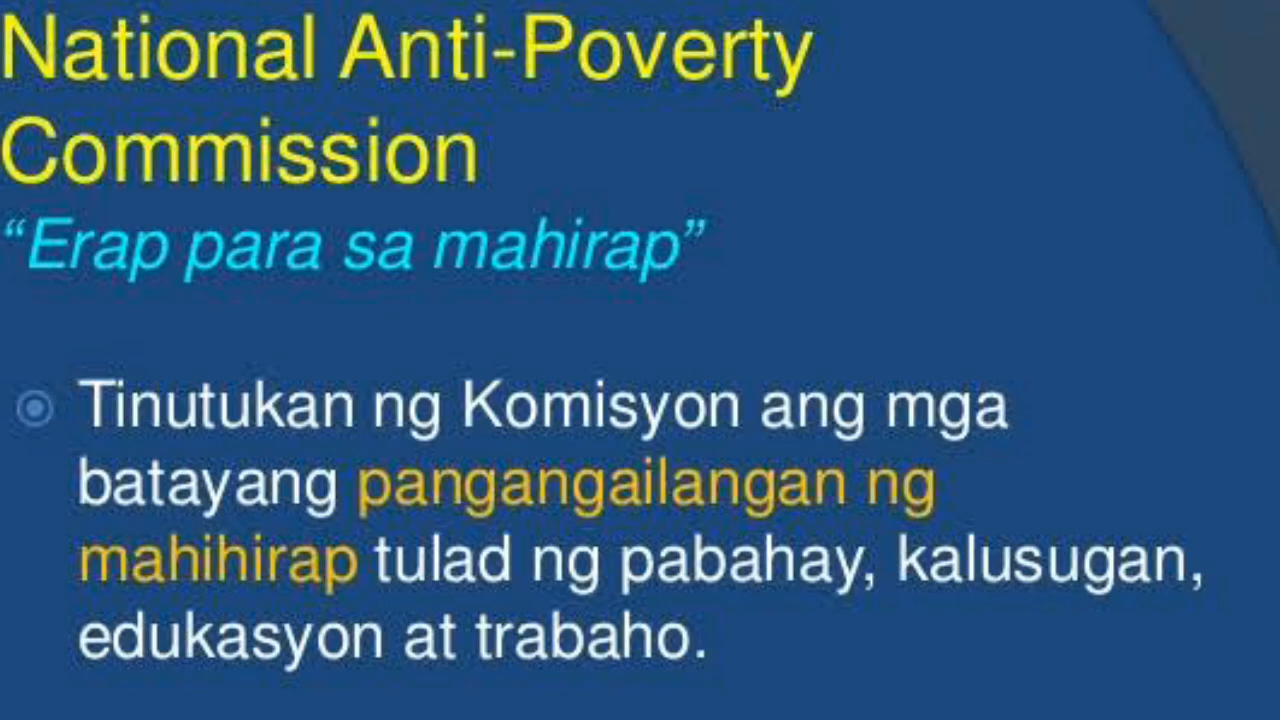 National Anti-Poverty
Commission
“Erap para sa mahirap”
Tinutukan ng Komisyon ang mga
batayang pangangailangan ng
mahihirap tulad ng pabahay, kalusugan,
edukasyon at trabaho.